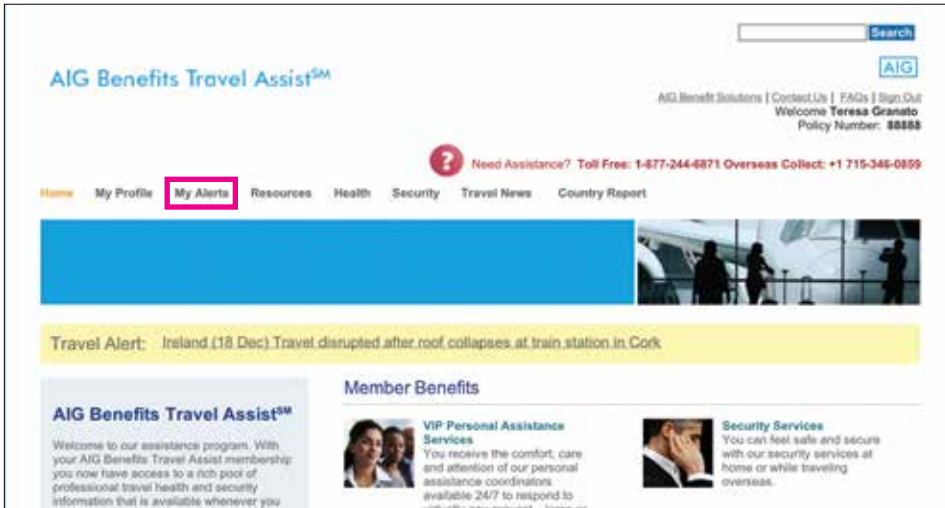 Search
AIG Benefits Travel Assist℠
AIG
AIG Benefit Solutions | Contact Us | FAQs | Sign Out
Welcome Teresa Granato
Policy Number: 88888
? Need Assistance? Toll Free: 1-877-244-6871 Overseas Collect: +1 715-346-0859
Home My Profile My Alerts Resources Health Security Travel News Country Report
Travel Alert: Ireland (18 Dec) Travel disrupted after roof collapses at train station in Cork
AIG Benefits Travel Assist℠
Welcome to our assistance program. With
your AIG Benefits Travel Assist membership
you now have access to a rich pool of
professional travel health and security
information that is available whenever you
Member Benefits
VIP Personal Assistance
Services
You receive the comfort, care
and attention of our personal
assistance coordinators
available 24/7 to respond to
Security Services
You can feel safe and secure
with our security services at
home or while traveling
overseas.